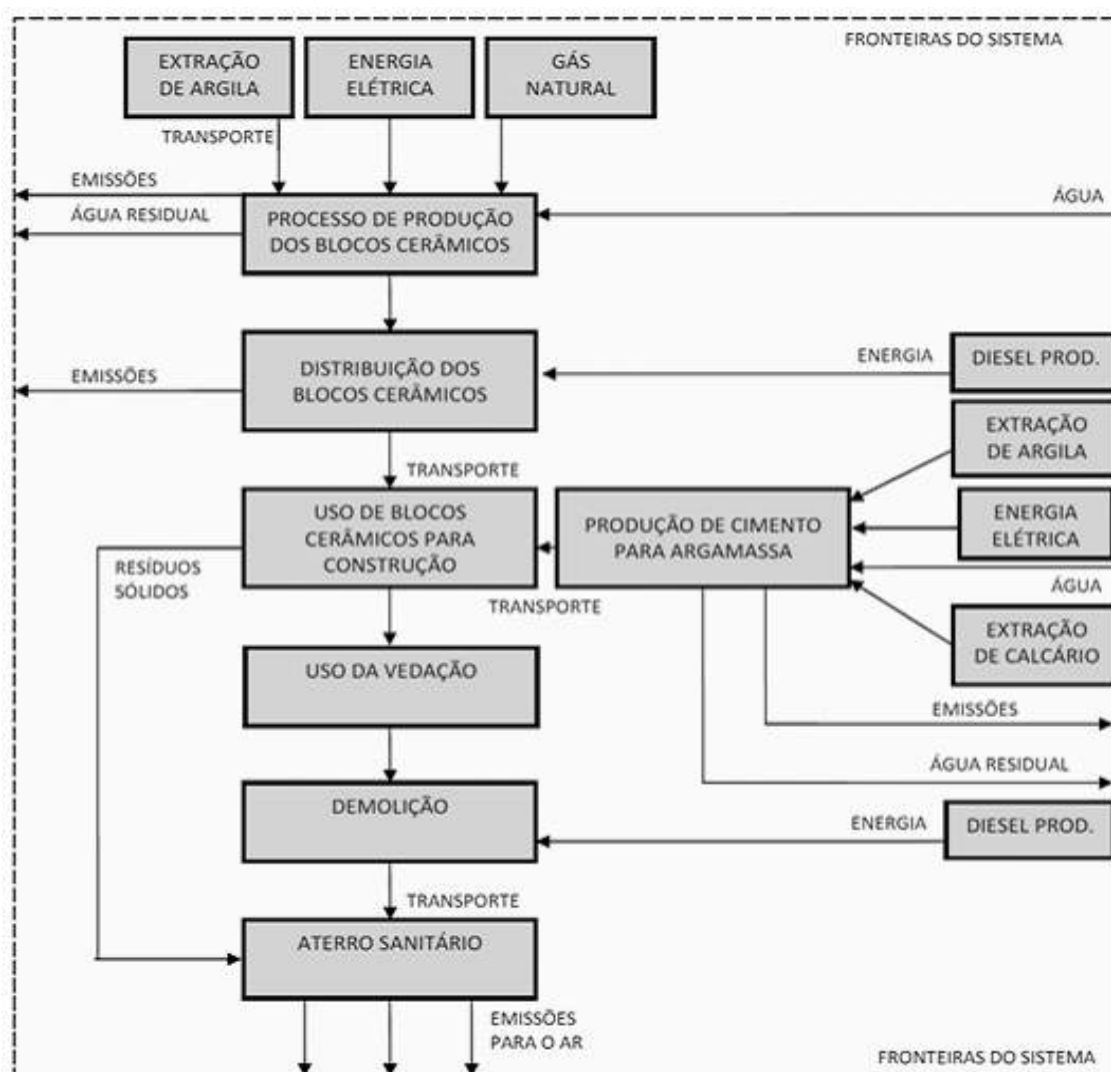 FRONTEIRAS DO SISTEMA
EXTRAÇÃO
DE ARGILA
ENERGIA
ELÉTRICA
GÁS
NATURAL
TRANSPORTE
EMISSÕES
ÁGUA RESIDUAL
PROCESSO DE PRODUÇÃO
DOS BLOCOS CERÂMICOS
ÁGUA
EMISSÕES
DISTRIBUIÇÃO DOS
BLOCOS CERÂMICOS
ENERGIA
DIESEL PROD.
EXTRAÇÃO
DE ARGILA
TRANSPORTE
USO DE BLOCOS
CERÂMICOS PARA
CONSTRUÇÃO
PRODUÇÃO DE CIMENTO
PARA ARGAMASSA
ENERGIA
ELÉTRICA
RESÍDUOS
SÓLIDOS
TRANSPORTE
ÁGUA
EXTRAÇÃO
DE CALCÁRIO
USO DA VEDAÇÃO
EMISSÕES
ÁGUA RESIDUAL
DEMOLIÇÃO
ENERGIA
DIESEL PROD.
TRANSPORTE
ATERRO SANITÁRIO
EMISSÕES
PARA O AR
FRONTEIRAS DO SISTEMA